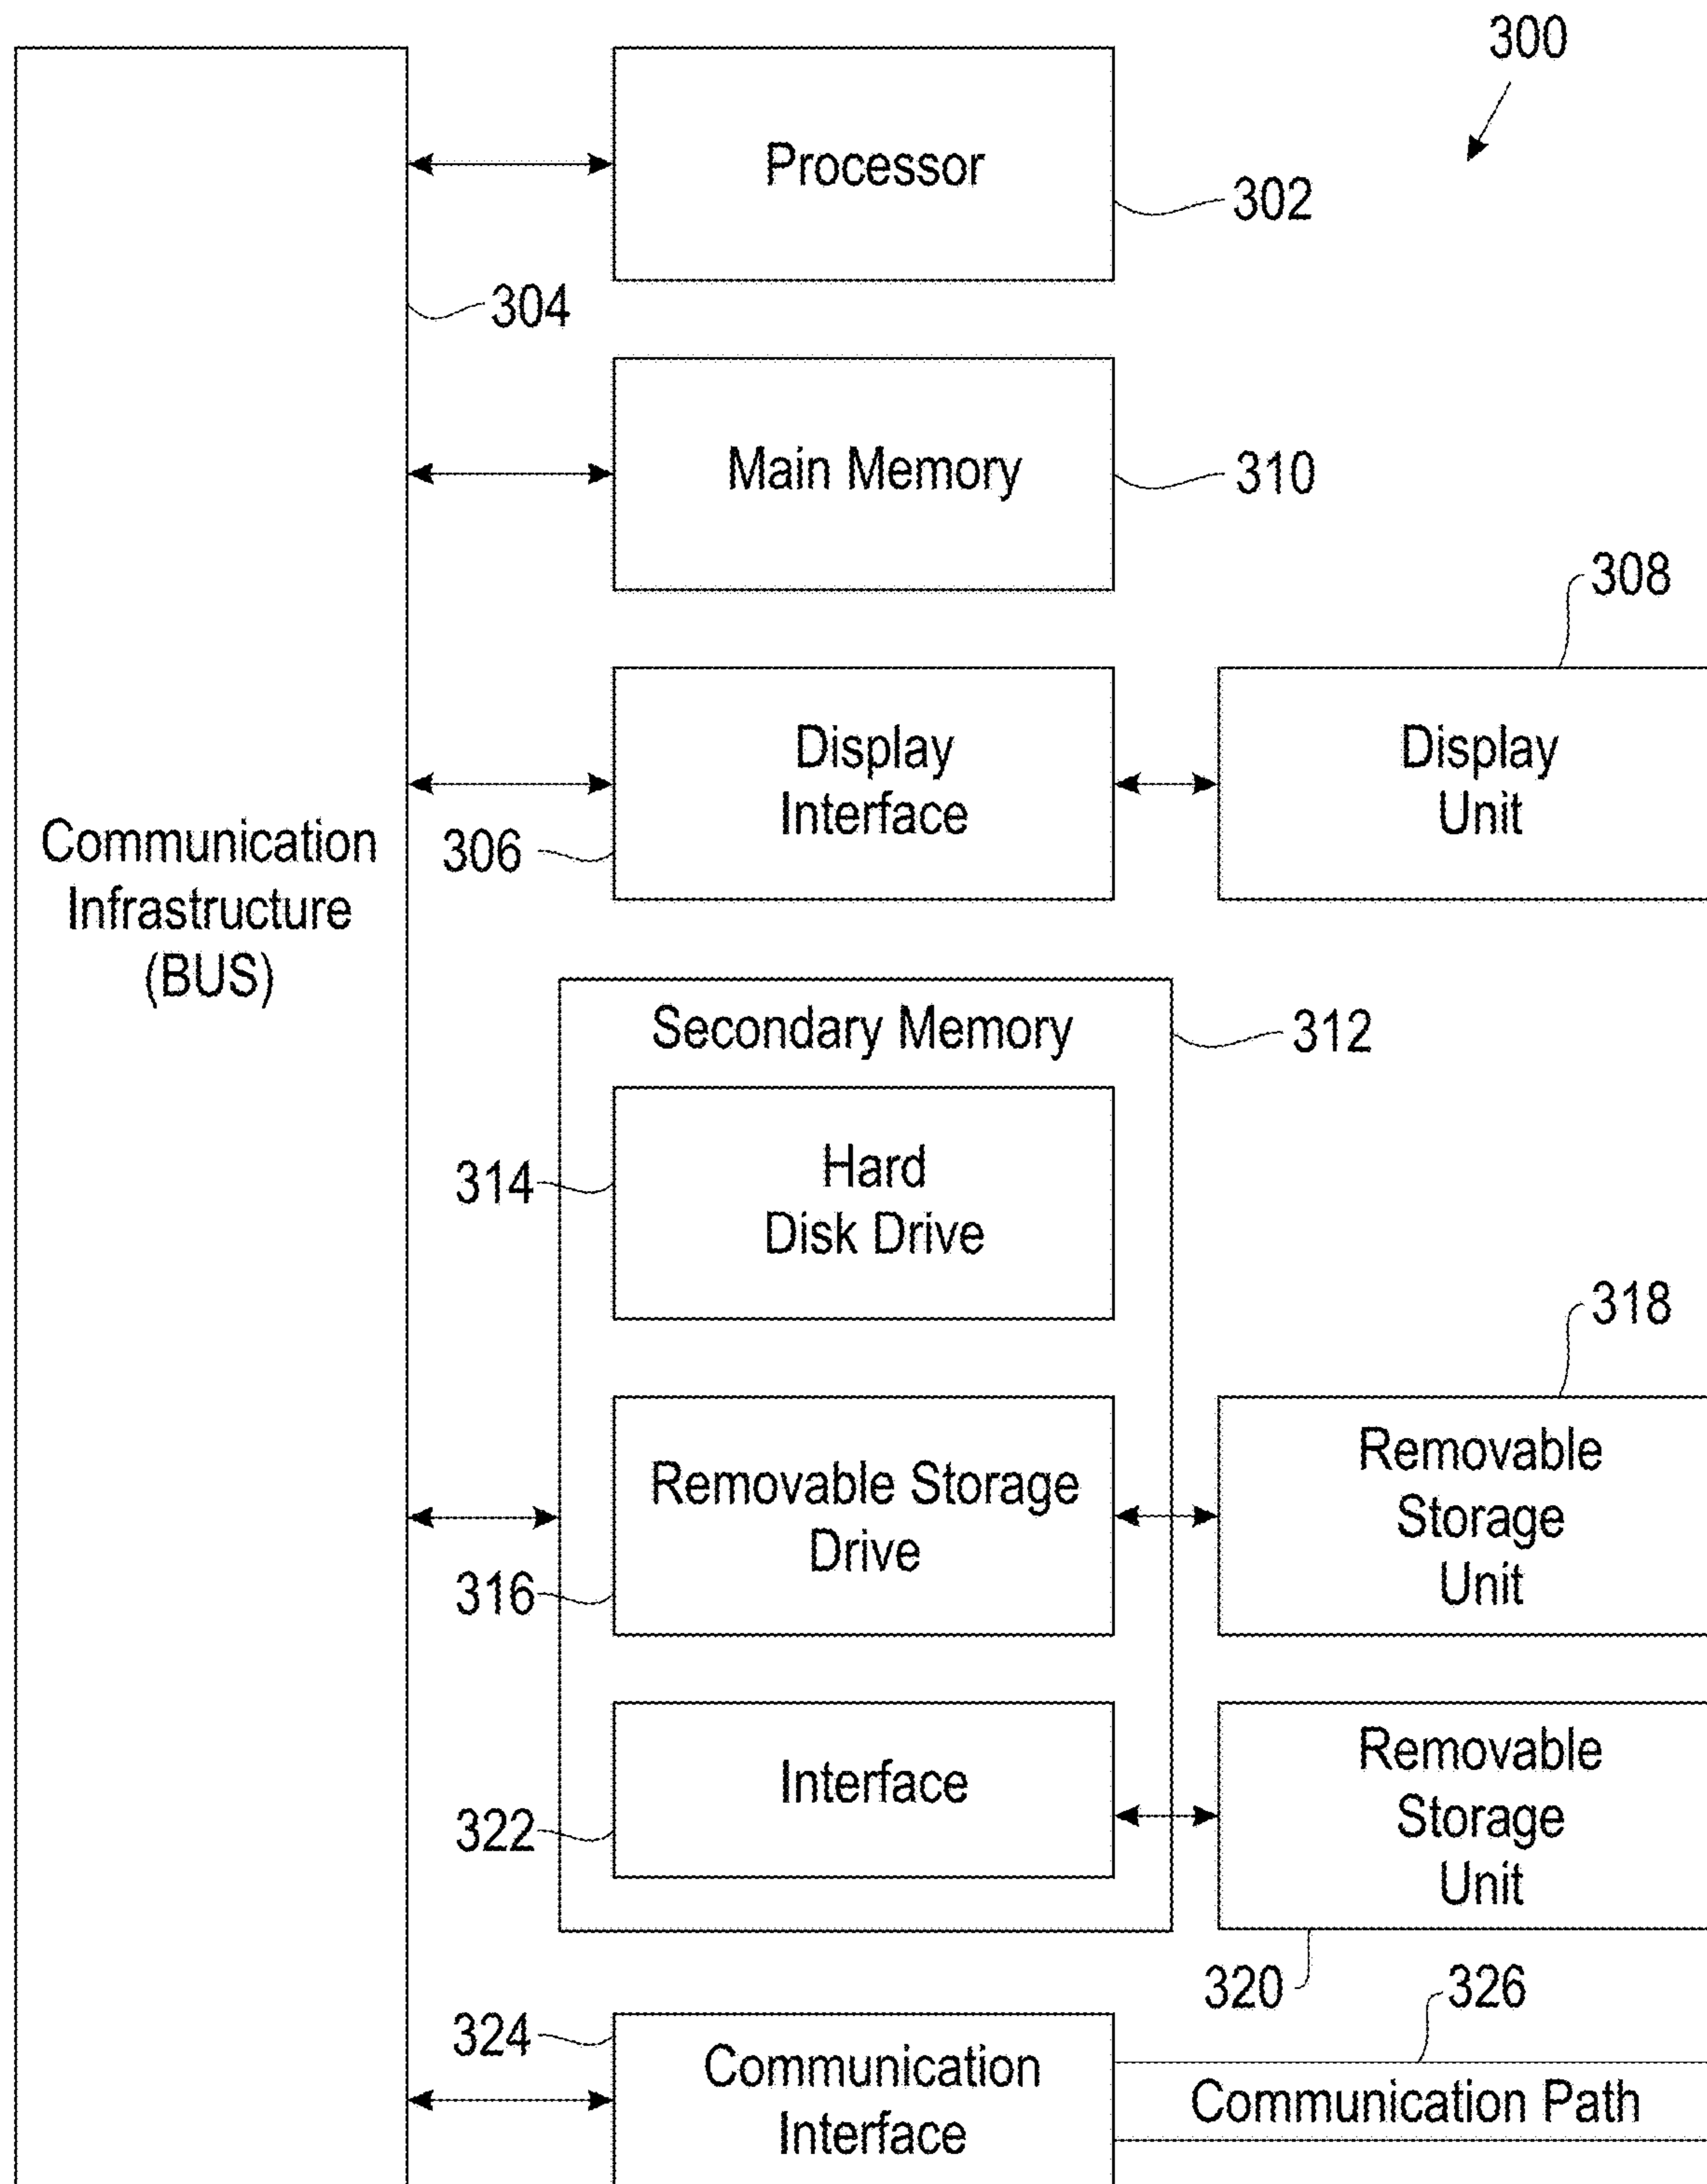 300
Processor
302
304
Main Memory
310
308
Display
Interface
306
Display
Unit
Communication
Infrastructure
(BUS)
Secondary Memory
312
314
Hard
Disk Drive
318
Removable Storage
Drive
316
Removable
Storage
Unit
Interface
322
Removable
Storage
Unit
320
326
324
Communication
Interface
Communication Path